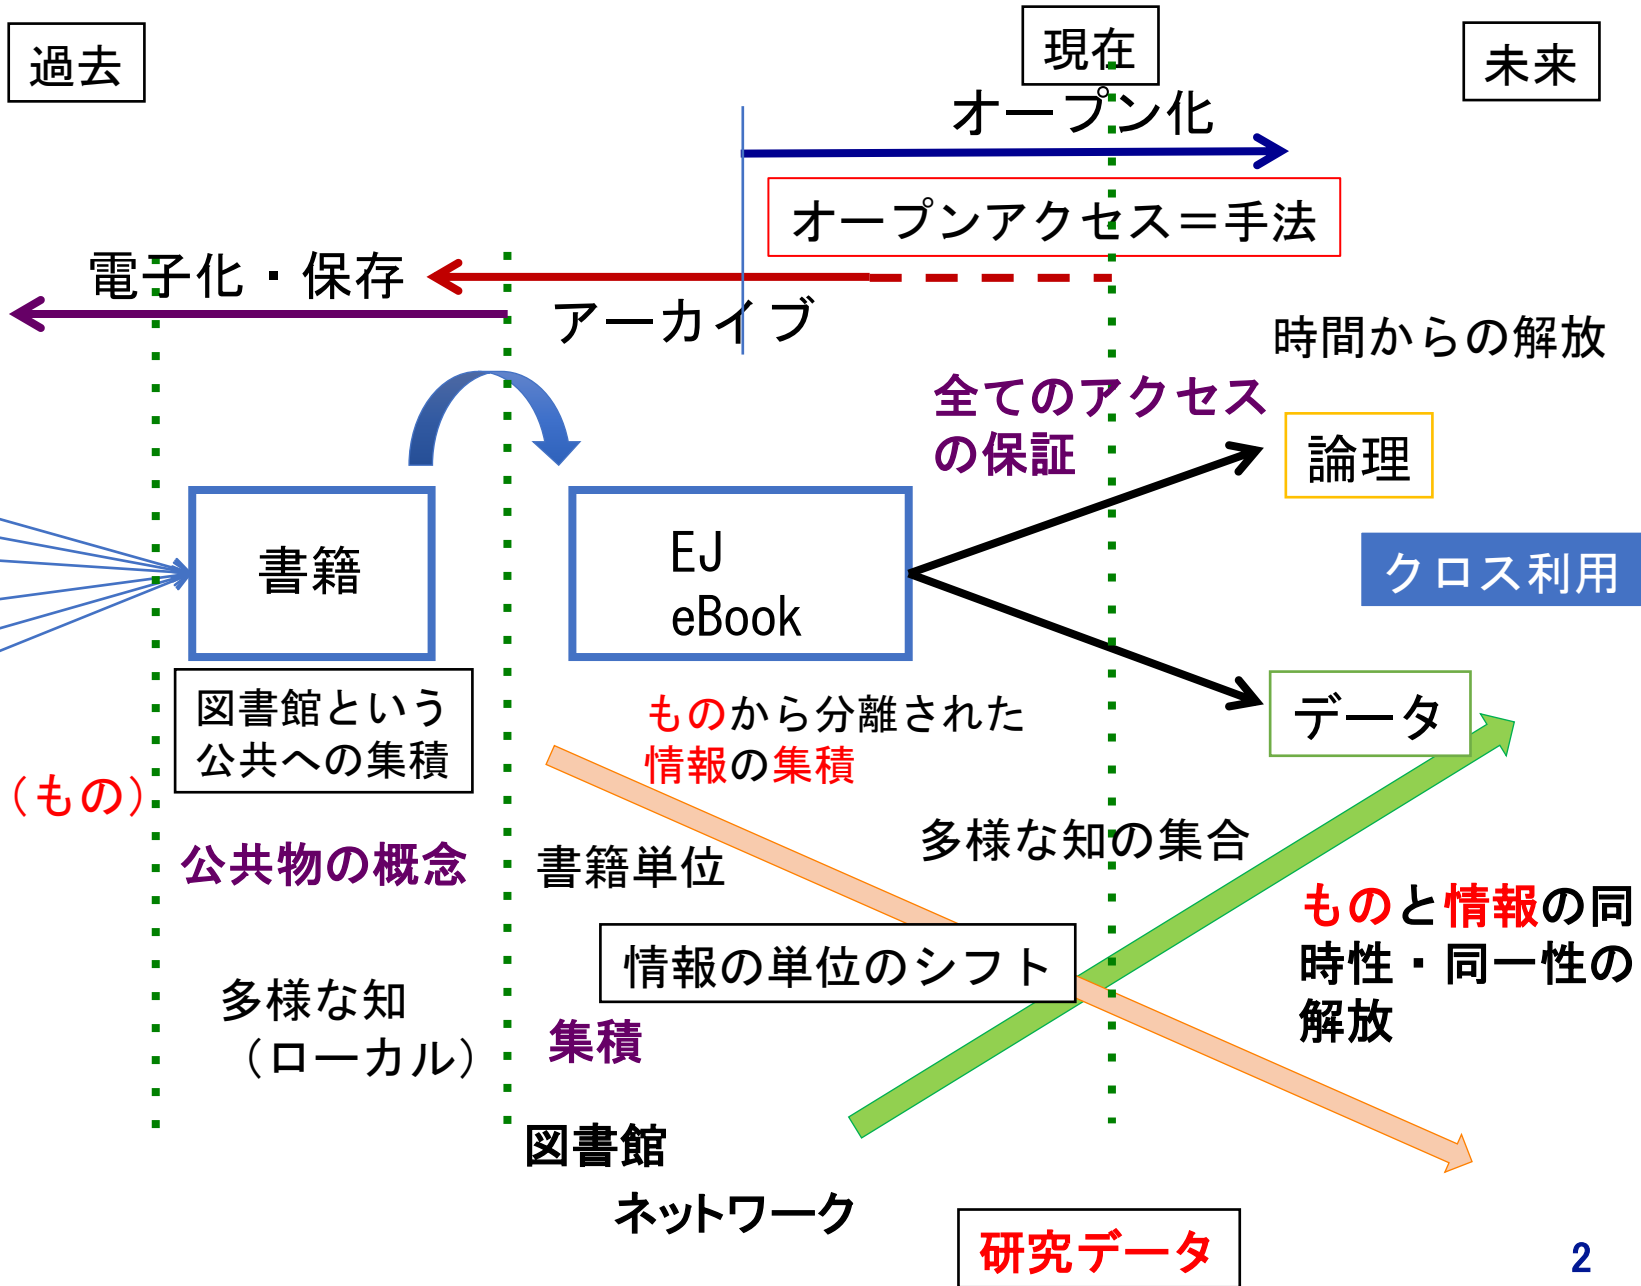 過去
現在
未来
オープン化
オープンアクセス＝手法
電子化・保存
アーカイブ
時間からの解放
全てのアクセス
の保証
論理
書籍
EJ
eBook
クロス利用
図書館という
公共への集積
ものから分離された
情報の集積
データ
（もの）
公共物の概念
書籍単位
多様な知の集合
ものと情報の同
時性・同一性の
解放
情報の単位のシフト
多様な知
（ローカル）
集積
図書館
ネットワーク
研究データ
2